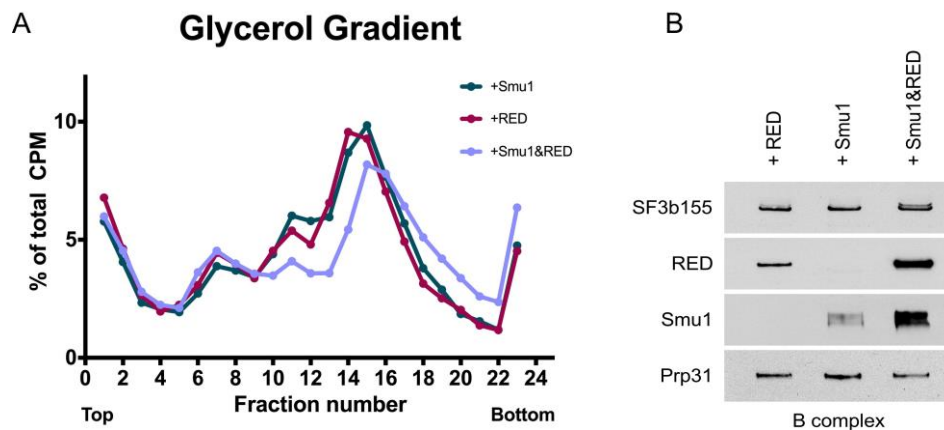 A
Glycerol Gradient
+Smu1
+RED
+Smu1&RED
% of total CPM
10
5
0
0 2 4 6 8 10 12 14 16 18 20 22 24
Top
Fraction number
Bottom
B
+ RED
+ Smu1
+ Smu1&RED
SF3b155
RED
Smu1
Prp31
B complex